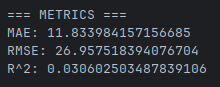 === METRICS ===
MAE: 11.833984157156685
RMSE: 26.957518394076704
R^2: 0.030602503487839106